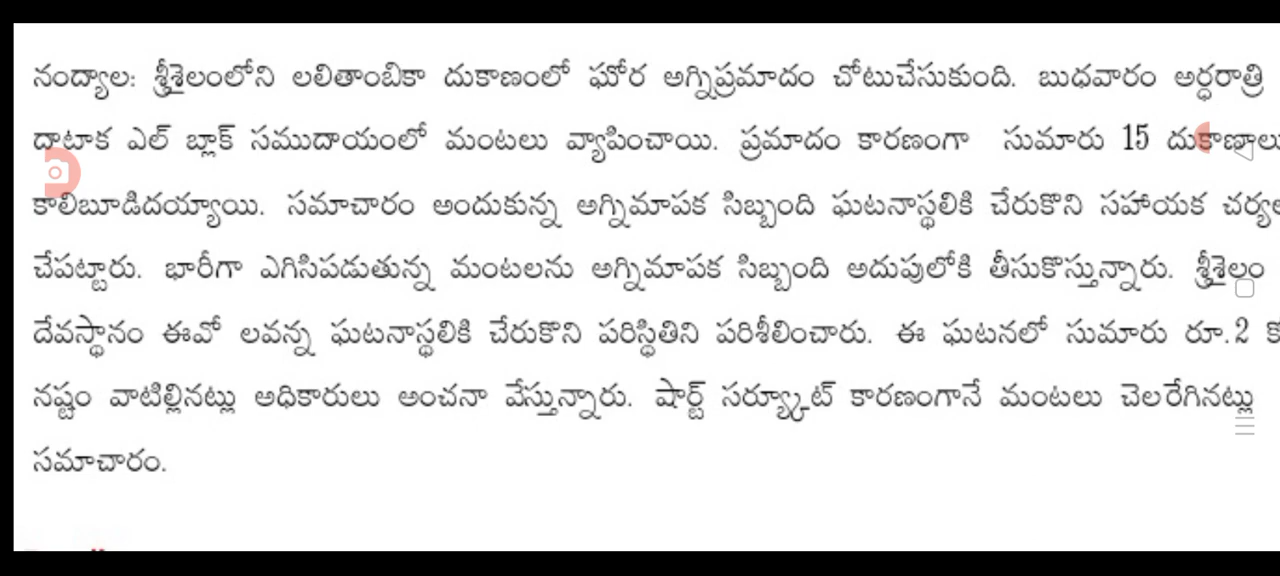 నంద్యాల: శ్రీశైలంలోని లలితాంబికా దుకాణంలో ఘోర అగ్నిప్రమాదం చోటుచేసుకుంది. బుధవారం అర్ధరాత్రి
దాటాక ఎల్ బ్లాక్ సముదాయంలో మంటలు వ్యాపించాయి. ప్రమాదం కారణంగా సుమారు 15 దుకాణాలు
కాలిబూడిదయ్యాయి. సమాచారం అందుకున్న అగ్నిమాపక సిబ్బంది ఘటనాస్థలికి చేరుకొని సహాయక
చేపట్టారు. భారీగా ఎగిసిపడుతున్న మంటలను అగ్నిమాపక సిబ్బంది అదుపులోకి తీసుకొస్తున్నారు. శ్రీశైలం
దేవస్థానం ఈవో లవన్న ఘటనాస్థలికి చేరుకొని పరిస్థితిని పరిశీలించారు. ఈ ఘటనలో సుమారు రూ.2
నష్టం వాటిల్లినట్లు అధికారులు అంచనా వేస్తున్నారు. షార్ట్ సర్క్యూట్ కారణంగానే మంటలు చెలరేగినట్లు
సమాచారం.